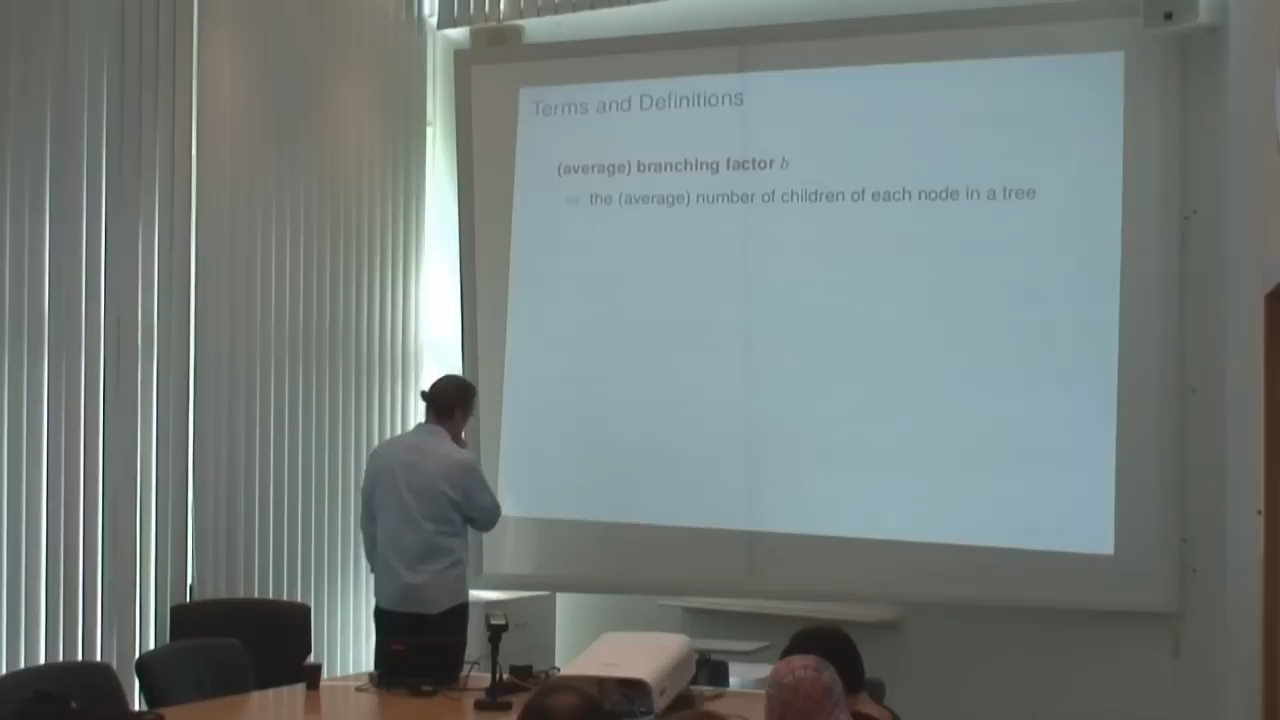 Terms and Definitions
(average) branching factor b
⇔ the (average) number of children of each node in a tree